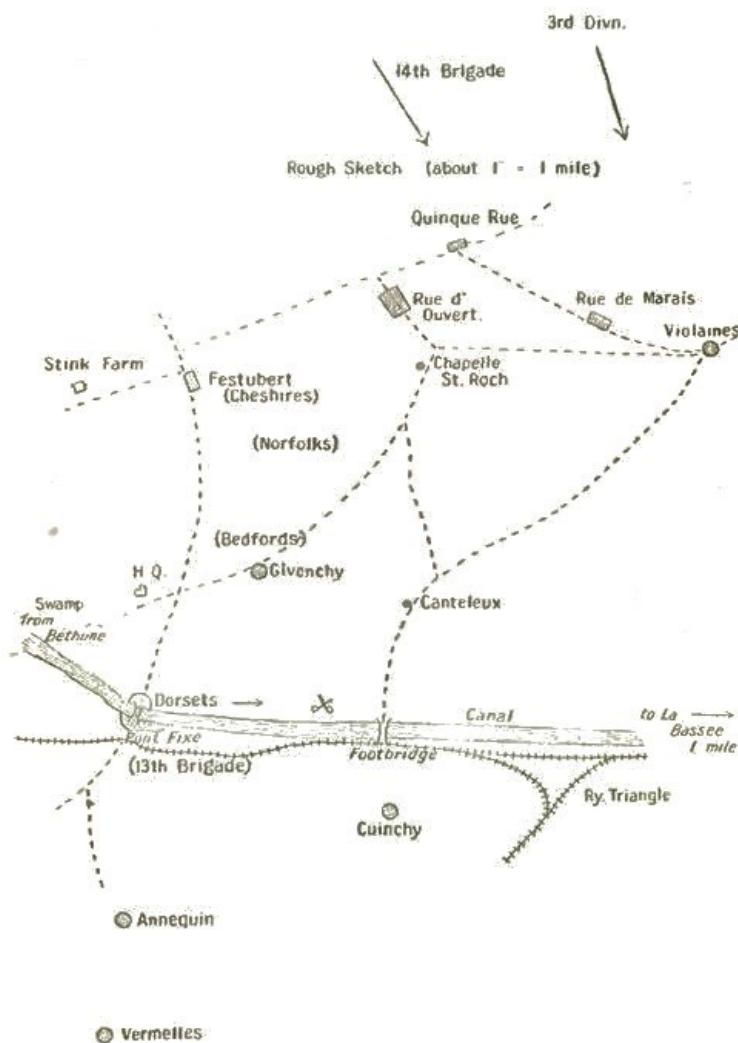 3rd Divn.
14th Brigade
Rough Sketch (about 1" = 1 mile)
Quinque Rue
Rue d'
Ouvert.
Rue de Marais
Violaines
Stink Farm
Festubert
(Cheshires)
Chapelle
St. Roch
(Norfolks)
(Bedfords)
Givenchy
H.Q.
Swamp
from
Béthune
Canteleux
Dorsets
Canal
to La
Bassee
1 mile
Pont Fixe
(13th Brigade)
Footbridge
Ry. Triangle
Cuinchy
Annequin
Vermelles